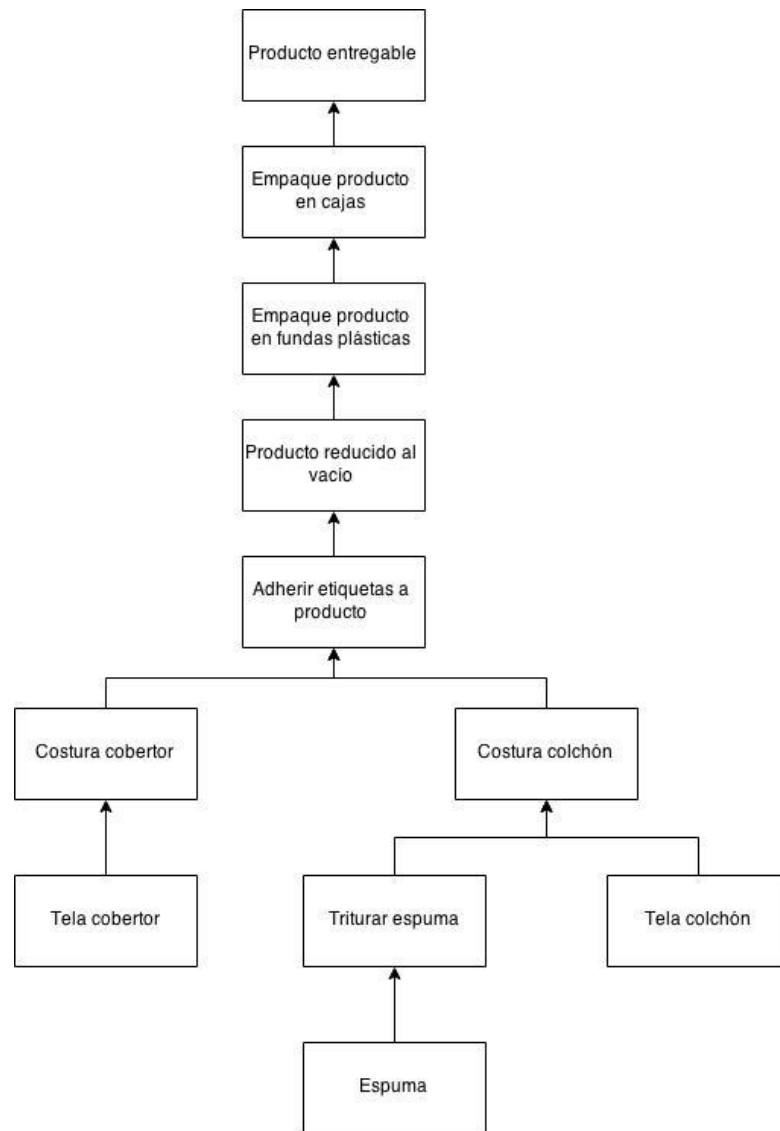 Producto entregable
Empaque producto
en cajas
Empaque producto
en fundas plásticas
Producto reducido al
vacío
Adherir etiquetas a
producto
Costura cobertor
Costura colchón
Tela cobertor
Triturar espuma
Tela colchón
Espuma